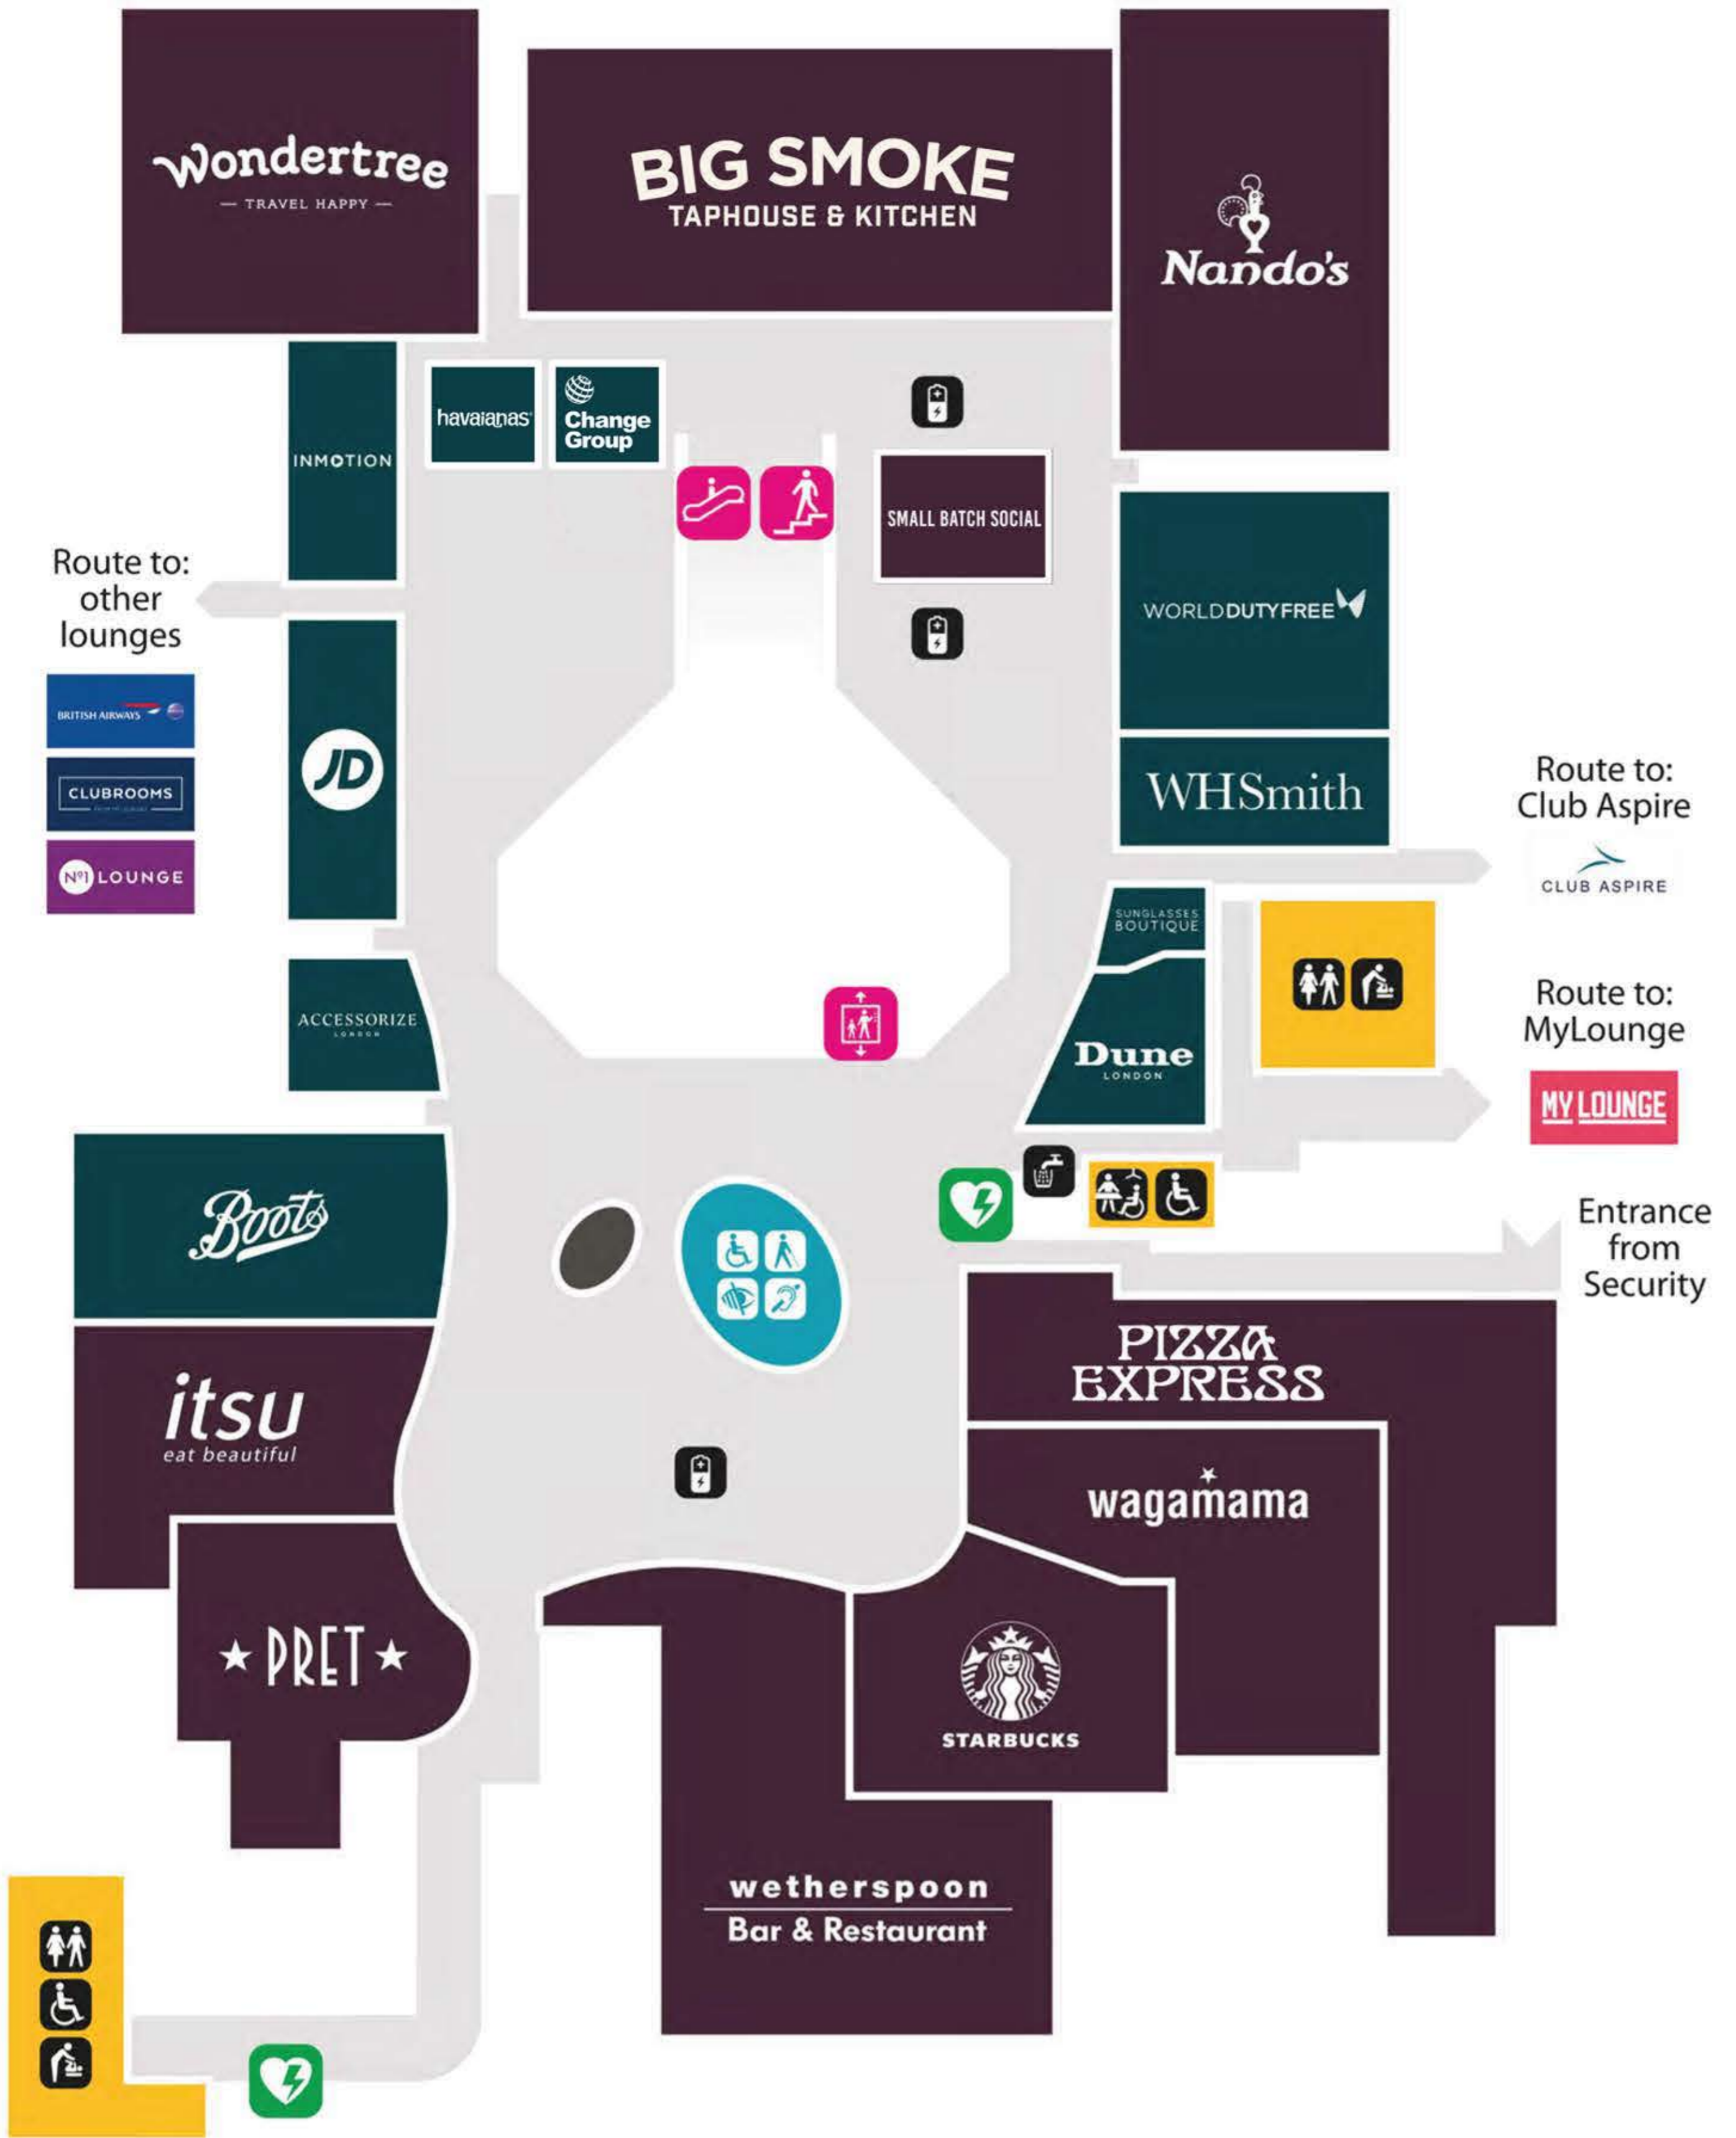 wondertree
— TRAVEL HAPPY —
BIG SMOKE
TAPHOUSE & KITCHEN
Nando's
INMOTION
havaianas
Change
Group
SMALL BATCH SOCIAL
Route to:
other
lounges
BRITISH AIRWAYS
CLUBROOMS
Nº1 LOUNGE
JD
WORLDDUTYFREE
WHSmith
Route to:
Club Aspire
CLUB ASPIRE
SUNGLASSES
BOUTIQUE
ACCESSORIZE
LONDON
Dune
LONDON
Route to:
MyLounge
MY LOUNGE
Boots
Entrance
from
Security
itsu
eat beautiful
PIZZA
EXPRESS
wagamama
★ PRET ★
STARBUCKS
wetherspoon
Bar & Restaurant